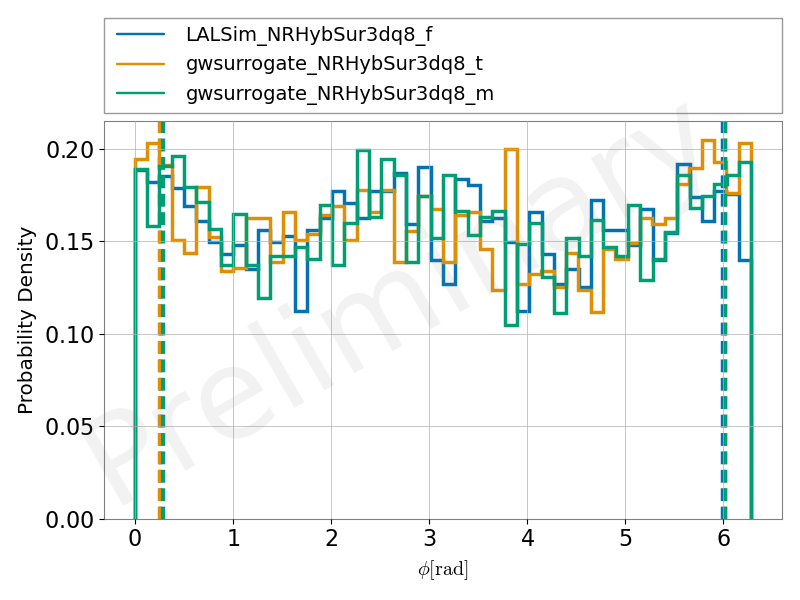 LALSim_NRHybSur3dq8_f
gwsurrogate_NRHybSur3dq8_t
gwsurrogate_NRHybSur3dq8_m
Preliminary
Probability Density
0.20
0.15
0.10
0.05
0.00
0 1 2 3 4 5 6
ϕ[rad]